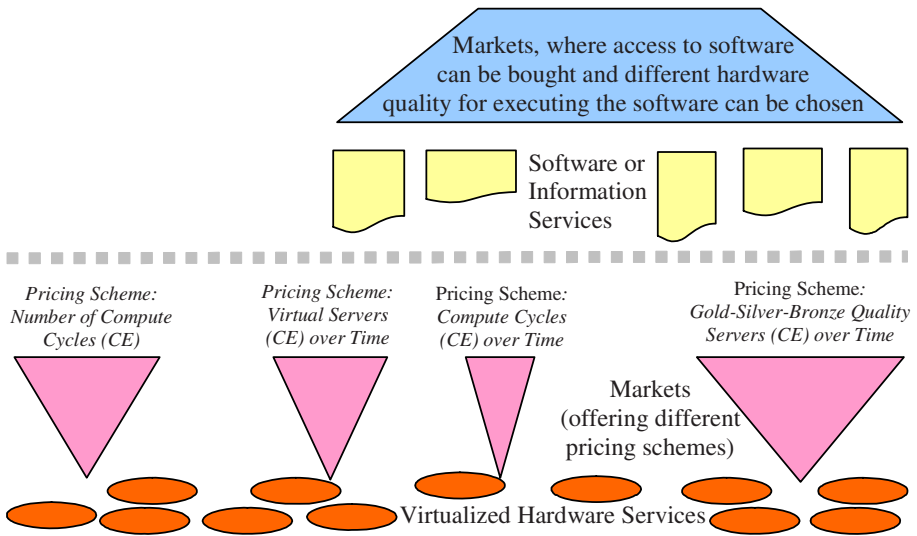 Markets, where access to software
can be bought and different hardware
quality for executing the software can be chosen
Software or
Information
Services
Pricing Scheme:
Number of Compute
Cycles (CE)
Pricing Scheme:
Virtual Servers
(CE) over Time
Pricing Scheme:
Compute Cycles
(CE) over Time
Pricing Scheme:
Gold-Silver-Bronze Quality
Servers (CE) over Time
Markets
(offering different
pricing schemes)
Virtualized Hardware Services